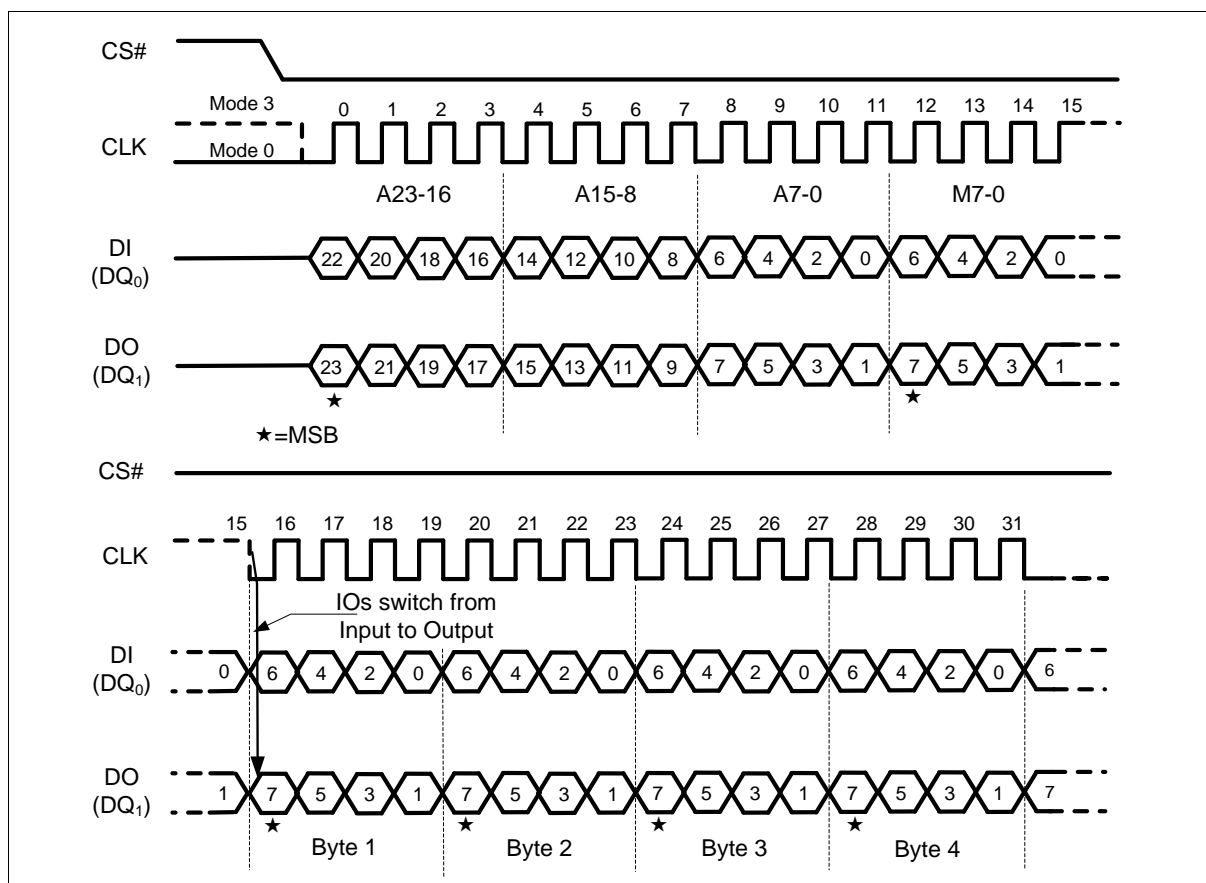 CS#
Mode 3
0 1 2 3 4 5 6 7 8 9 10 11 12 13 14 15
CLK
Mode 0
A23-16 A15-8 A7-0 M7-0
DI
(DQ0)
22 20 18 16 14 12 10 8 6 4 2 0 6 4 2 0
DO
(DQ1)
23 21 19 17 15 13 11 9 7 5 3 1 7 5 3 1
★ ★
★=MSB
CS#
15 16 17 18 19 20 21 22 23 24 25 26 27 28 29 30 31
CLK
IOs switch from
Input to Output
DI
(DQ0)
0 6 4 2 0 6 4 2 0 6 4 2 0 6 4 2 0 6
DO
(DQ1)
1 7 5 3 1 7 5 3 1 7 5 3 1 7 5 3 1 7
★ ★ ★ ★
Byte 1 Byte 2 Byte 3 Byte 4